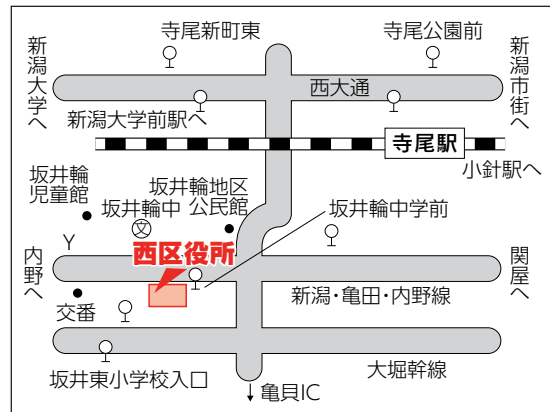 寺尾新町東
寺尾公園前
新潟大学へ
新潟市街へ
西大通
新潟大学前駅へ
寺尾駅
小針駅へ
坂井輪
児童館
坂井輪中
坂井輪地区
公民館
坂井輪中学前
文
Y
西区役所
内野へ
関屋へ
交番
新潟・亀田・内野線
坂井東小学校入口
大堀幹線
↓亀貝IC